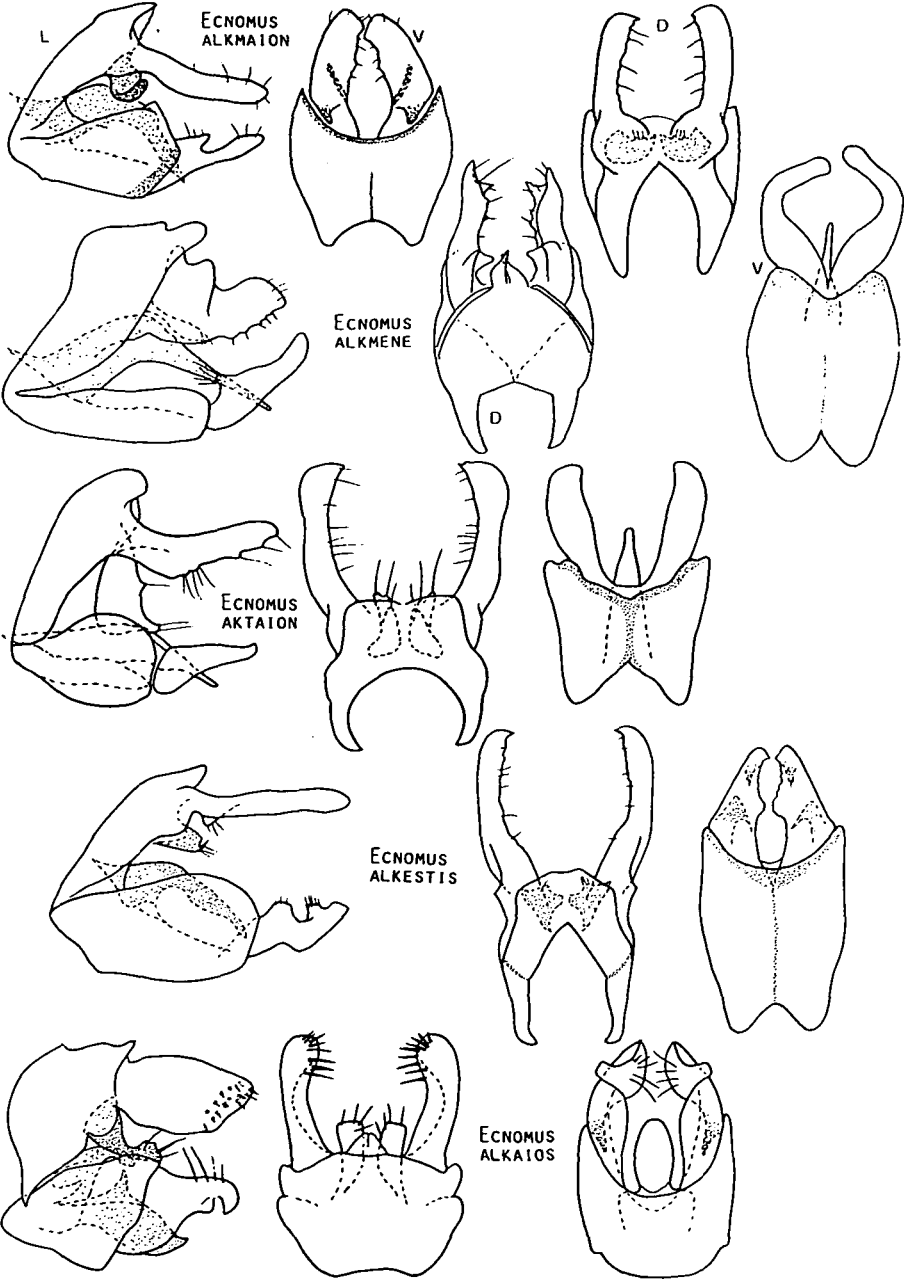 L
ECNOMUS
ALKMAION
V
D
V
ECNOMUS
ALKMENE
D
ECNOMUS
AKTAION
ECNOMUS
ALKESTIS
ECNOMUS
ALKAIOS